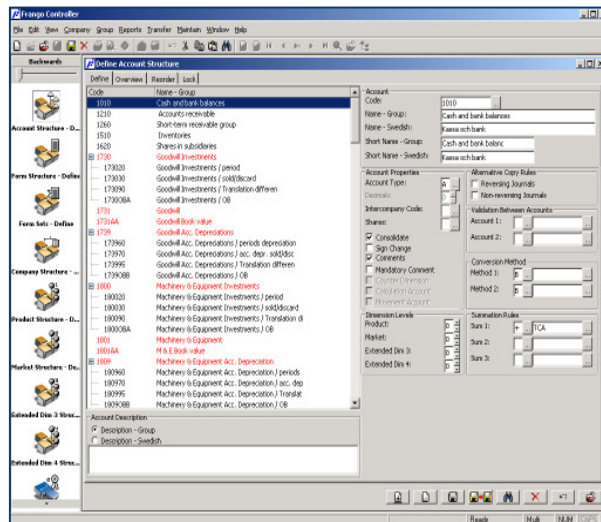 Frango Controller
File Edit View Company Group Reports Transfer Maintain Window Help
Backwards
Account Structure - D...
Form Structure - Define
Form Sets - Define
Company Structure - ...
Product Structure - D...
Market Structure - De...
Extended Dim 3 Struc...
Extended Dim 4 Struc...
Define Account Structure
Define Overview Reorder Lock
Code Name - Group
1010 Cash and bank balances
1210 Accounts receivable
1260 Short-term receivable group
1510 Inventories
1620 Shares in subsidiaries
1730 Goodwill Investments
173020 Goodwill Investments / period
173030 Goodwill Investments / sold/discard
173090 Goodwill Investments / Translation differen
1730OBA Goodwill Investments / OB
1731 Goodwill
1731AA Goodwill Book value
1739 Goodwill Acc. Depreciations
173960 Goodwill Acc. Depreciations / periods depreciation
173970 Goodwill Acc. Depreciations / acc. depr. sold/disc
173995 Goodwill Acc. Depreciations / Translation differen
1739OBB Goodwill Acc. Depreciations / OB
1800 Machinery & Equipment Investments
180020 Machinery & Equipment Investments / period
180030 Machinery & Equipment Investments / sold/discard
180090 Machinery & Equipment Investments / Translation di
1800OBA Machinery & Equipment Investments / OB
1801 Machinery & Equipment
1801AA M & E Book value
1809 Machinery & Equipment Acc. Depreciation
180960 Machinery & Equipment Acc. Depreciation / periods
180970 Machinery & Equipment Acc. Depreciation / acc. dep
180995 Machinery & Equipment Acc. Depreciation / Translat
1809OBB Machinery & Equipment Acc. Depreciation / OB
Account Description
Description - Group
Description - Swedish
Account
Code: 1010
Name - Group: Cash and bank balances
Name - Swedish: Kassa och bank
Short Name - Group: Cash and bank balanc
Short Name - Swedish: Kassa och bank
Account Properties
Account Type: A
Decimals: 0
Intercompany Code:
Shares:
Consolidate
Sign Change
Comments
Mandatory Comment
Counter Dimension
Calculation Account
Movement Account
Dimension Levels
Product: 0
Market: 0
Extended Dim 3: 0
Extended Dim 4: 0
Alternative Copy Rules
Reversing Journals
Non-reversing Journals
Validation Between Accounts
Account 1:
Account 2:
Conversion Method
Method 1: B
Method 2: B
Summation Rules
Sum 1: + TCA
Sum 2:
Sum 3:
Ready Multi NUM CAPS